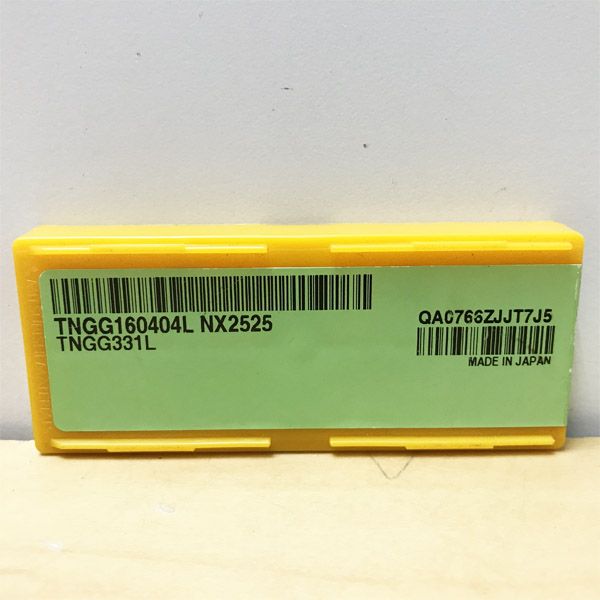 TNGG160404L NX2525
TNGG331L
QA0766ZJJT7J5
MADE IN JAPAN